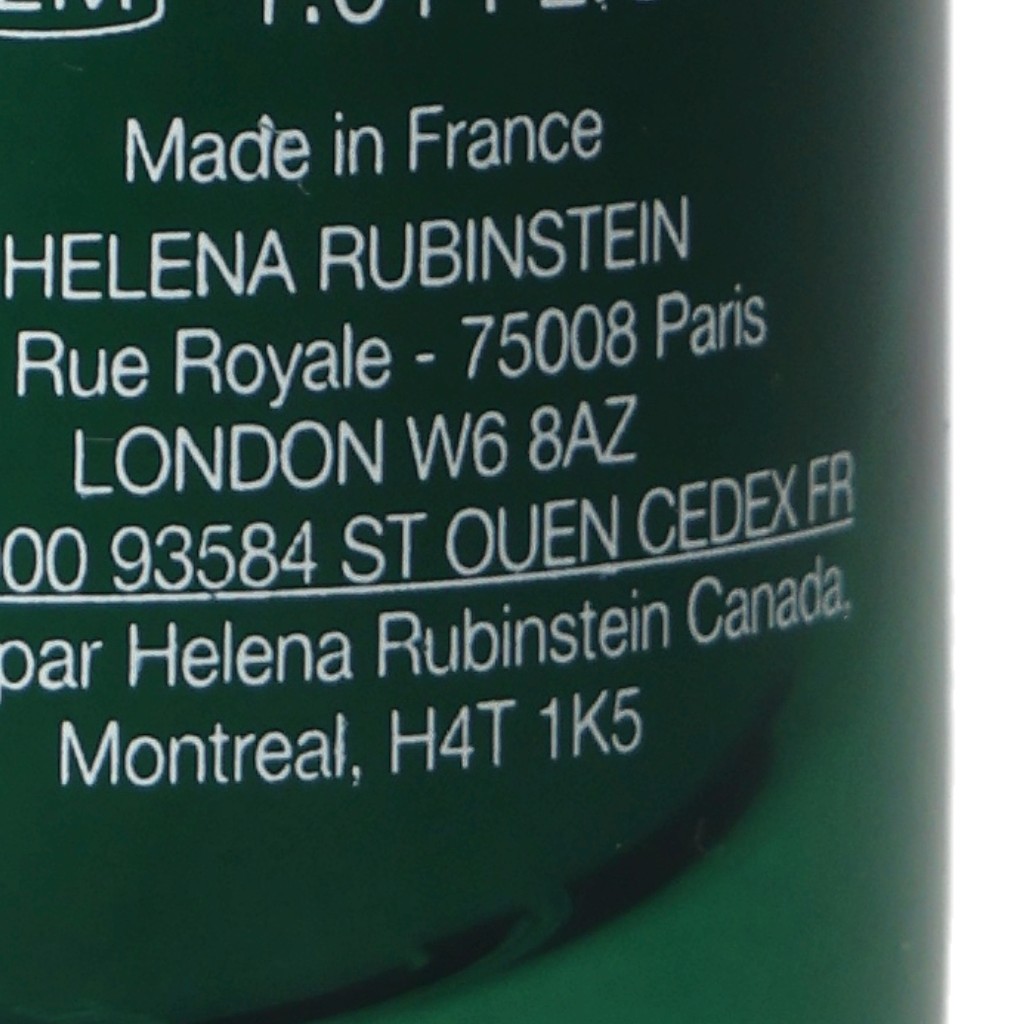 Made in France
HELENA RUBINSTEIN
Rue Royale - 75008 Paris
LONDON W6 8AZ
93584 ST OUEN CEDEX FR
par Helena Rubinstein Canada,
Montreal, H4T 1K5